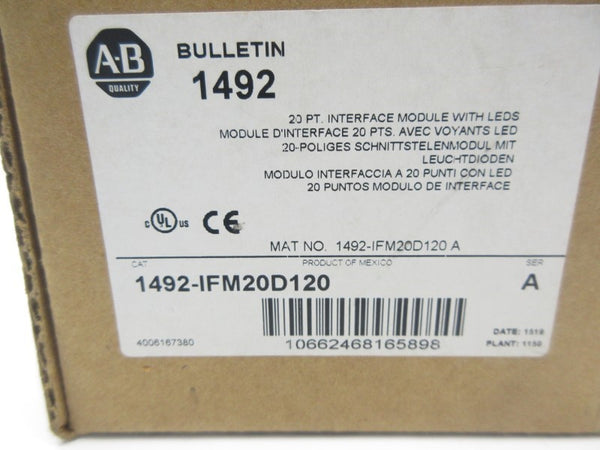 A-B
QUALITY
BULLETIN
1492
20 PT. INTERFACE MODULE WITH LEDS
MODULE D'INTERFACE 20 PTS. AVEC VOYANTS LED
20-POLIGES SCHNITTSTELENMODUL MIT
LEUCHTDIODEN
MODULO INTERFACCIA A 20 PUNTI CON LED
20 PUNTOS MODULO DE INTERFACE
C UL US CE
MAT NO. 1492-IFM20D120 A
CAT PRODUCT OF MEXICO SER
1492-IFM20D120 A
4006167380
10662468165898
DATE: 1519
PLANT: 1150